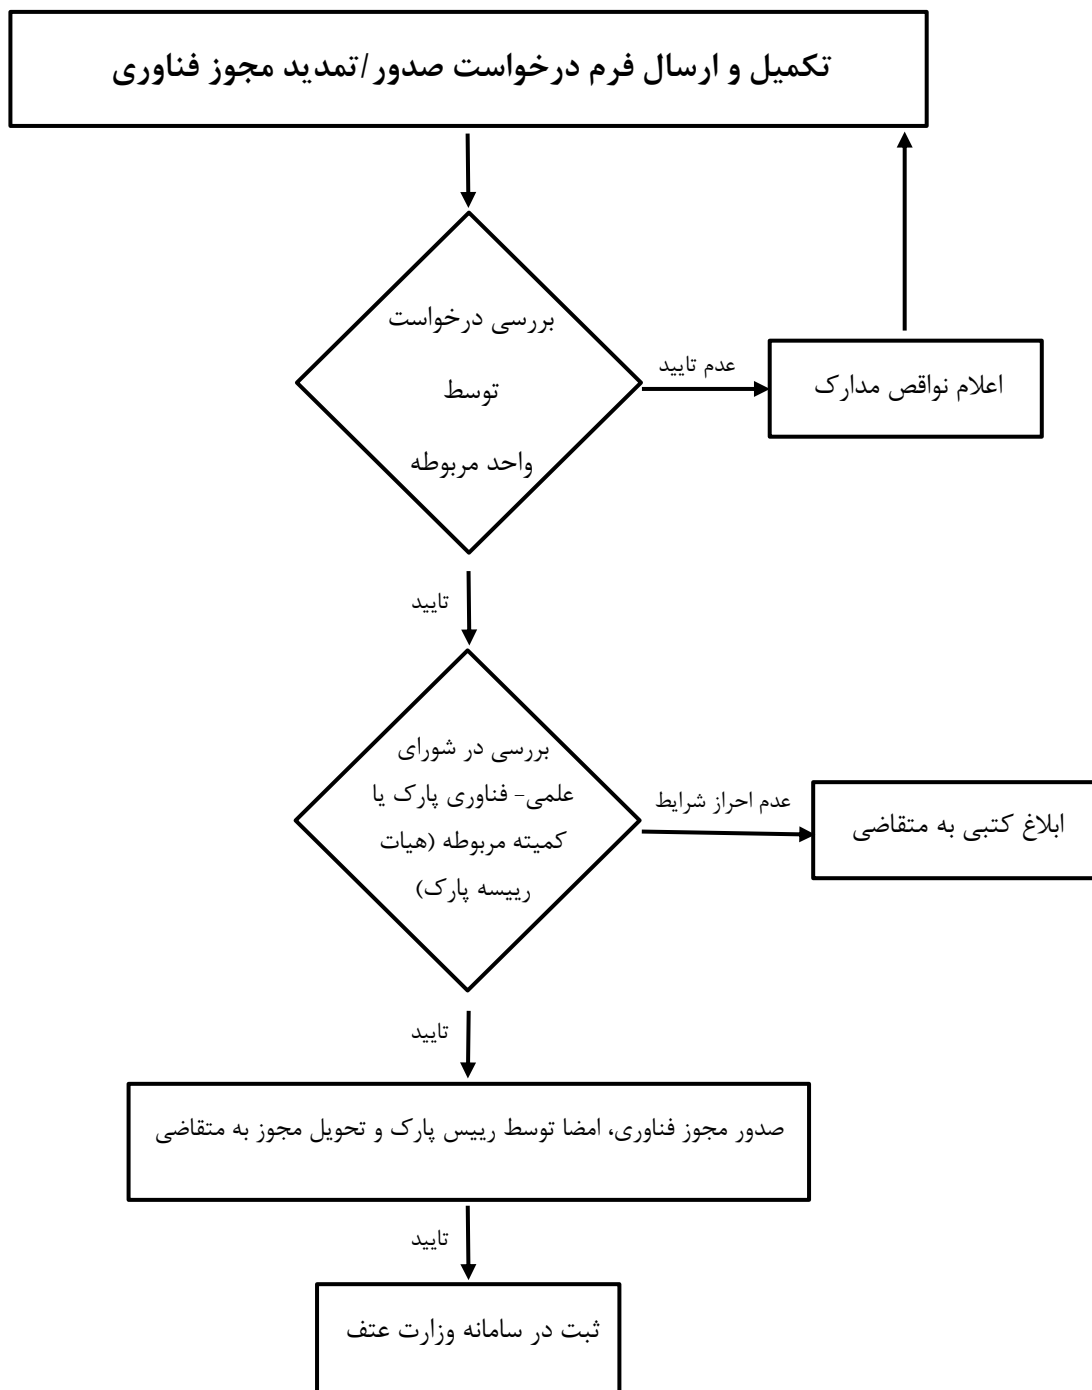 تکمیل و ارسال فرم درخواست صدور/تمدید مجوز فناوری
بررسی درخواست
توسط
واحد مربوطه
عدم تایید
اعلام نواقص مدارک
تایید
بررسی در شورای
علمی- فناوری پارک یا
کمیته مربوطه (هیات
رییسه پارک)
عدم احراز شرایط
ابلاغ کتبی به متقاضی
تایید
صدور مجوز فناوری، امضا توسط رییس پارک و تحویل مجوز به متقاضی
تایید
ثبت در سامانه وزارت عتف